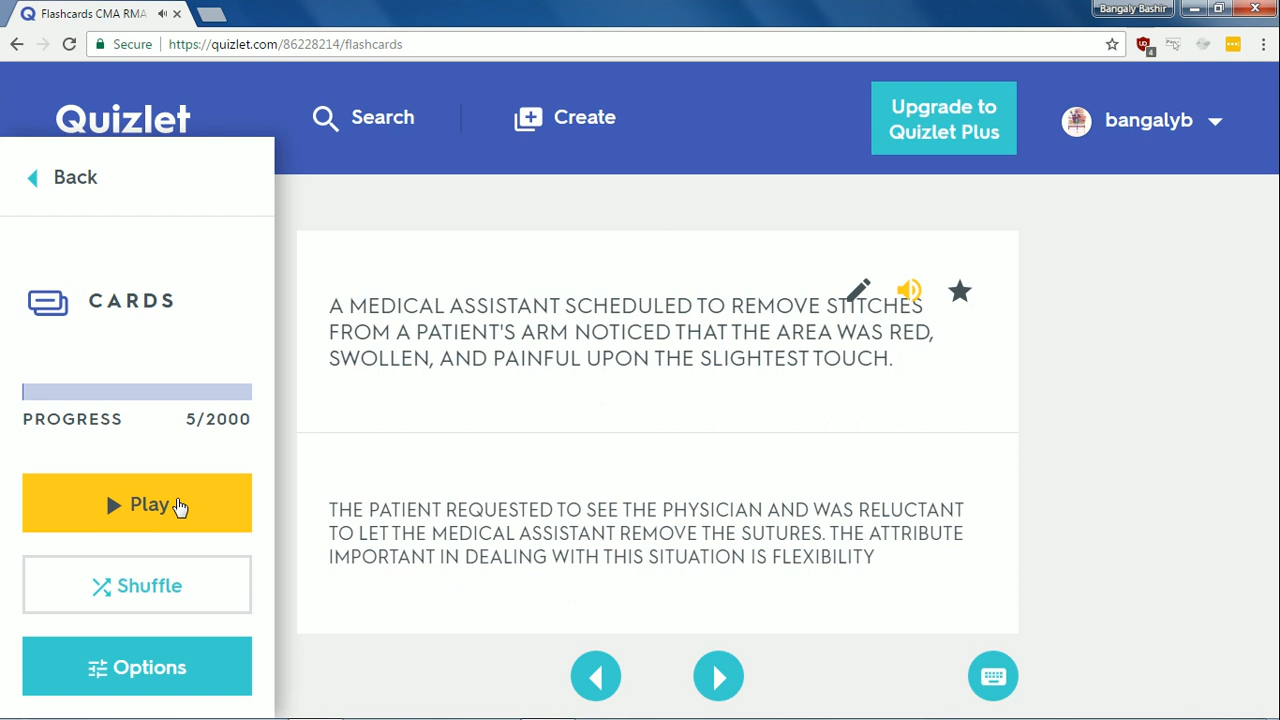 Flashcards CMA RMA
Bangaly Bashir
Secure
https://quizlet.com/86228214/flashcards
4
Quizlet
Search
Create
Upgrade to
Quizlet Plus
bangalyb
Back
CARDS
PROGRESS 5/2000
Play
Shuffle
Options
A MEDICAL ASSISTANT SCHEDULED TO REMOVE STITCHES
FROM A PATIENT'S ARM NOTICED THAT THE AREA WAS RED,
SWOLLEN, AND PAINFUL UPON THE SLIGHTEST TOUCH.
THE PATIENT REQUESTED TO SEE THE PHYSICIAN AND WAS RELUCTANT
TO LET THE MEDICAL ASSISTANT REMOVE THE SUTURES. THE ATTRIBUTE
IMPORTANT IN DEALING WITH THIS SITUATION IS FLEXIBILITY